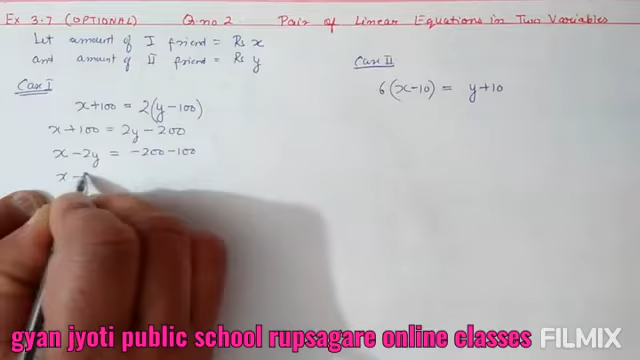 Ex 3.7 (OPTIONAL) Q.no 2 Pair of Linear Equations in Two Variables
Let amount of I friend = Rs x
and amount of II friend = Rs y
Case I
x+100 = 2(y-100)
x+100 = 2y-200
x-2y = -200-100
x-
Case II
6(x-10) = y+10
gyan jyoti public school rupsagare online classes
FILMIX